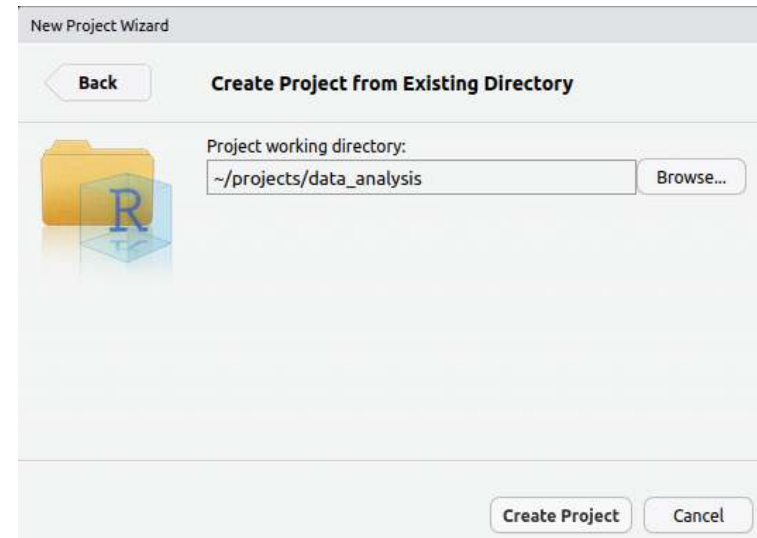 New Project Wizard
Back
Create Project from Existing Directory
Project working directory:
~/projects/data_analysis
Browse...
R
Create Project
Cancel